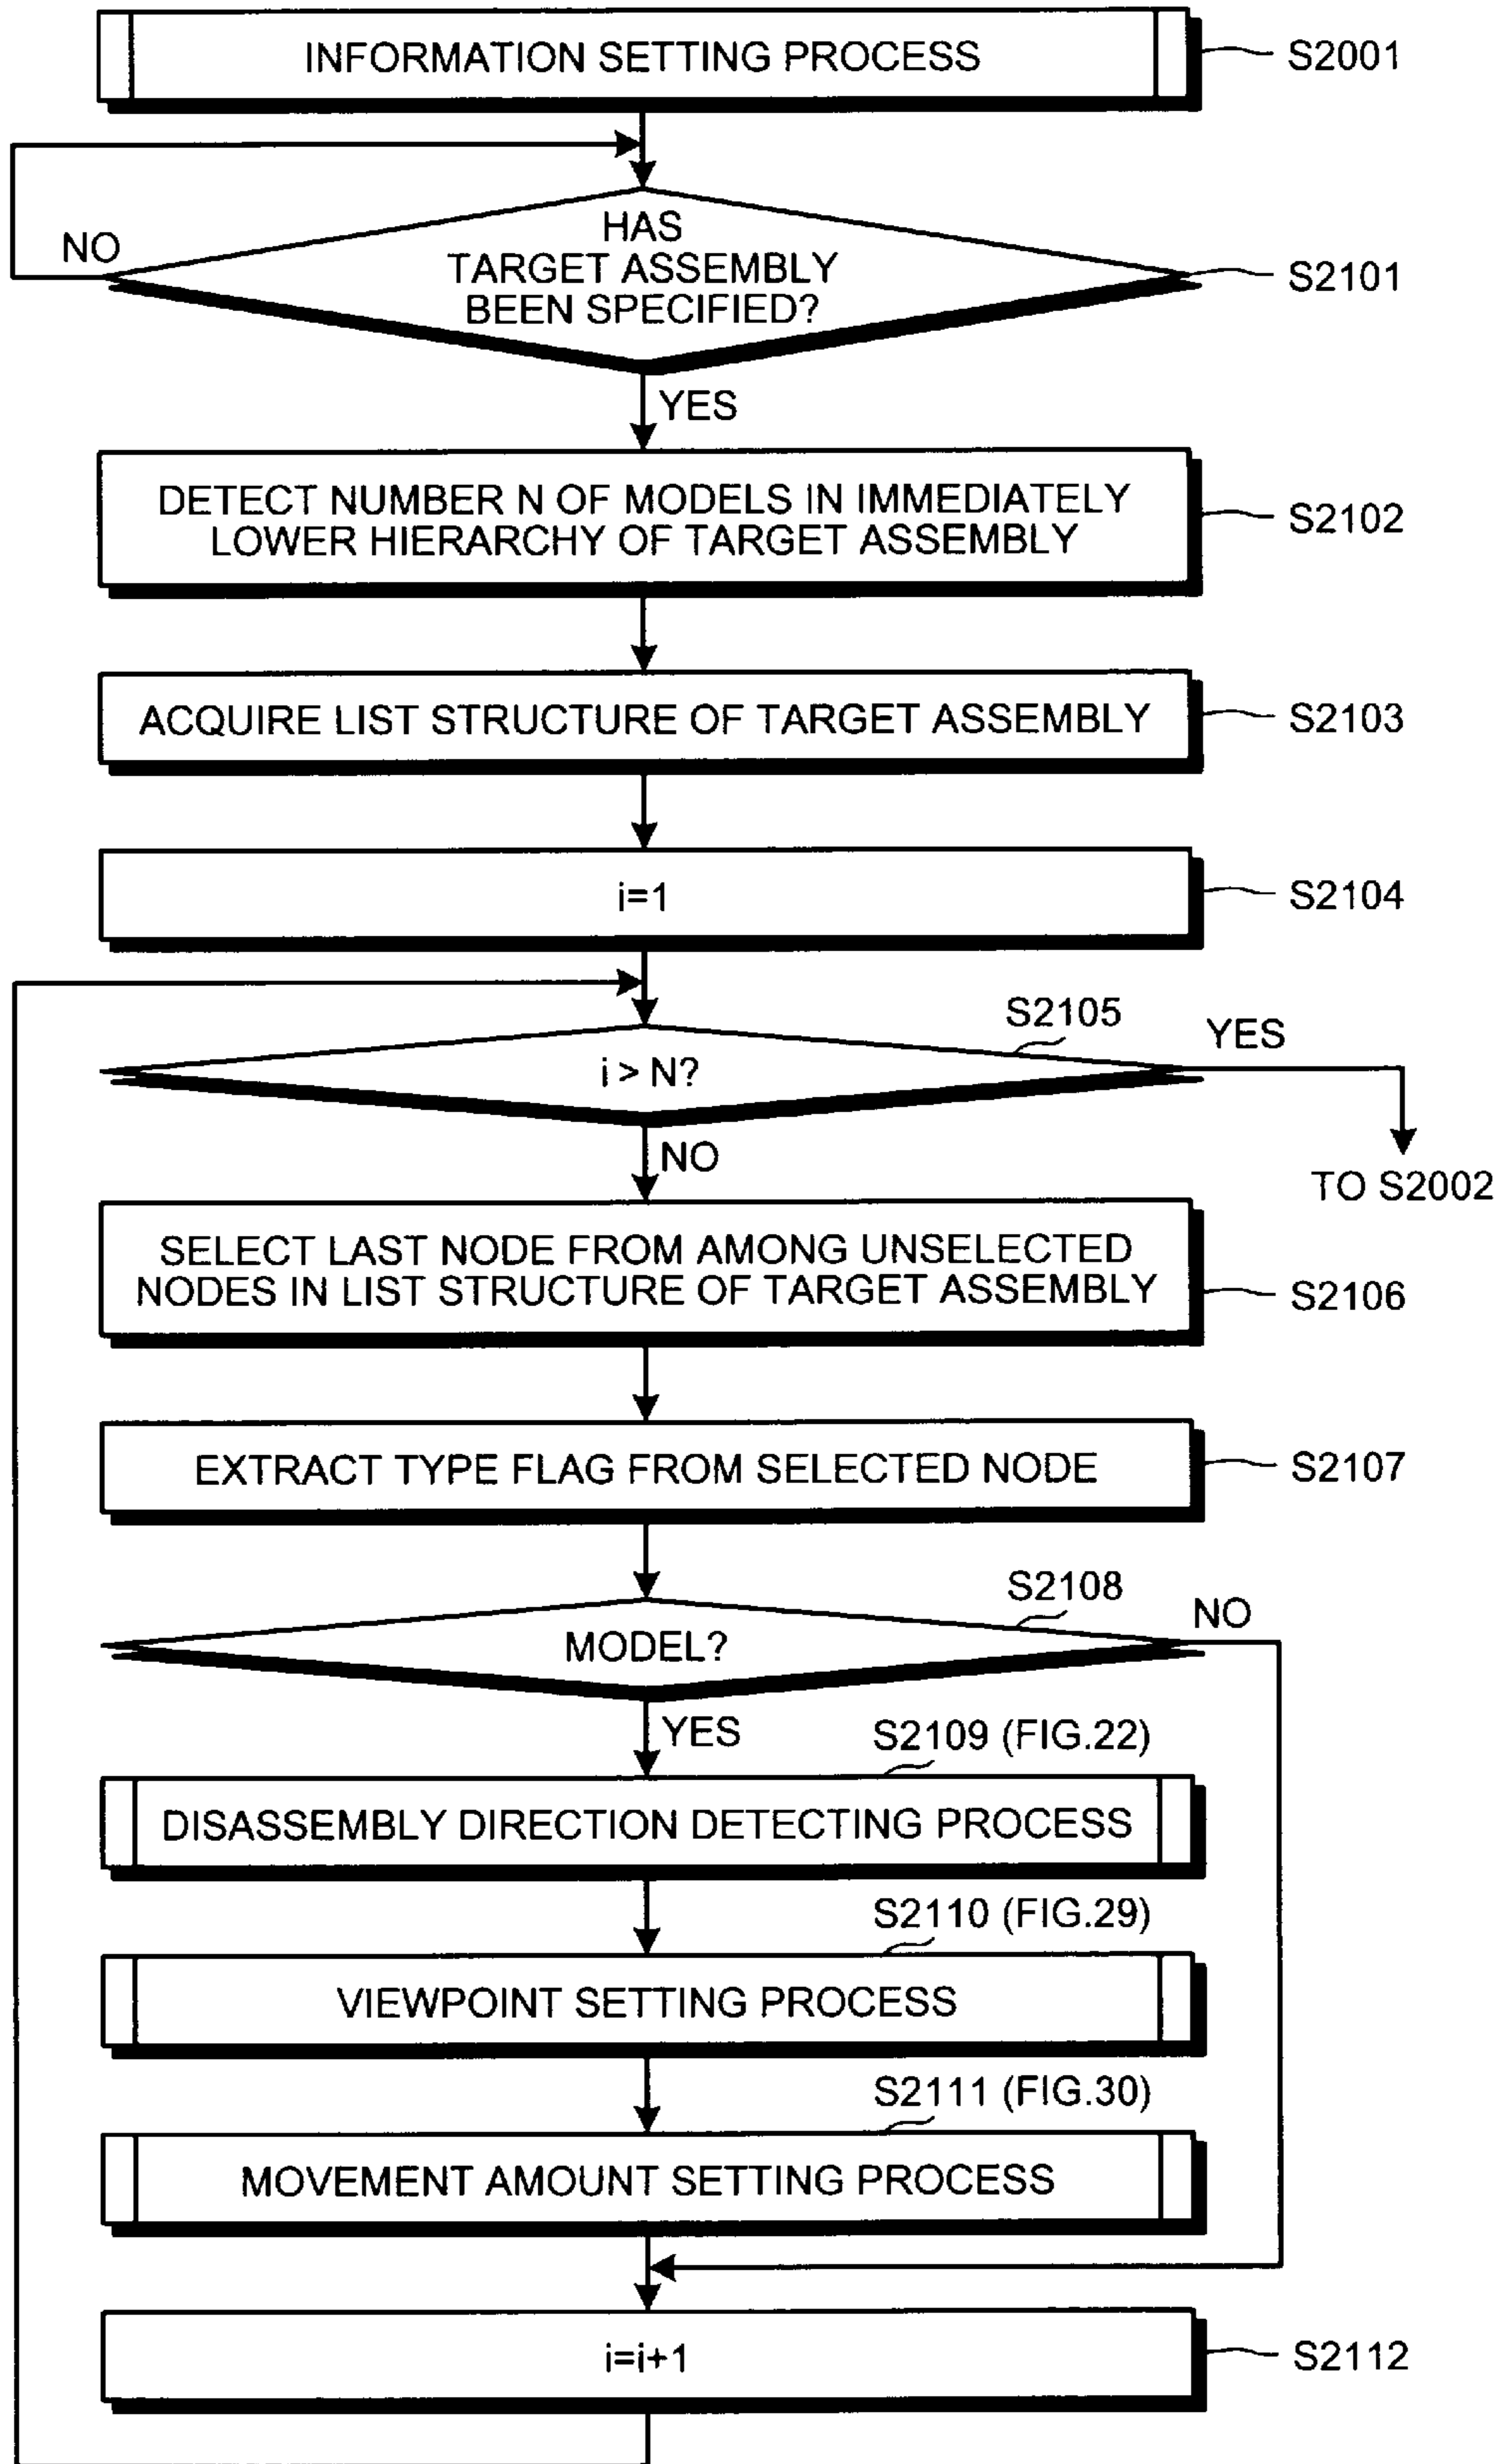 INFORMATION SETTING PROCESS
S2001
HAS
TARGET ASSEMBLY
BEEN SPECIFIED?
NO
S2101
YES
DETECT NUMBER N OF MODELS IN IMMEDIATELY
LOWER HIERARCHY OF TARGET ASSEMBLY
S2102
ACQUIRE LIST STRUCTURE OF TARGET ASSEMBLY
S2103
i=1
S2104
S2105
YES
i > N?
NO
TO S2002
SELECT LAST NODE FROM AMONG UNSELECTED
NODES IN LIST STRUCTURE OF TARGET ASSEMBLY
S2106
EXTRACT TYPE FLAG FROM SELECTED NODE
S2107
S2108
NO
MODEL?
YES
S2109 (FIG.22)
DISASSEMBLY DIRECTION DETECTING PROCESS
S2110 (FIG.29)
VIEWPOINT SETTING PROCESS
S2111 (FIG.30)
MOVEMENT AMOUNT SETTING PROCESS
i=i+1
S2112